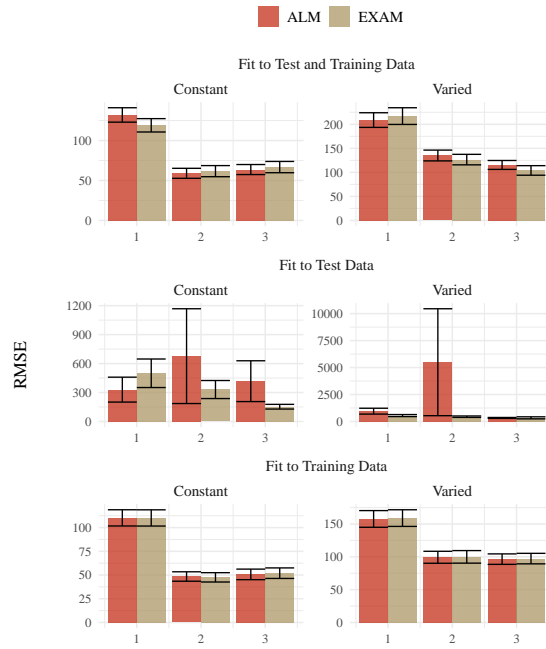 ALM EXAM
Fit to Test and Training Data
Constant Varied
100
50
0
200
150
100
50
0
1 2 3 1 2 3
Fit to Test Data
Constant Varied
1200
900
600
300
0
10000
7500
5000
2500
0
1 2 3 1 2 3
RMSE
Fit to Training Data
Constant Varied
100
75
50
25
0
150
100
50
0
1 2 3 1 2 3